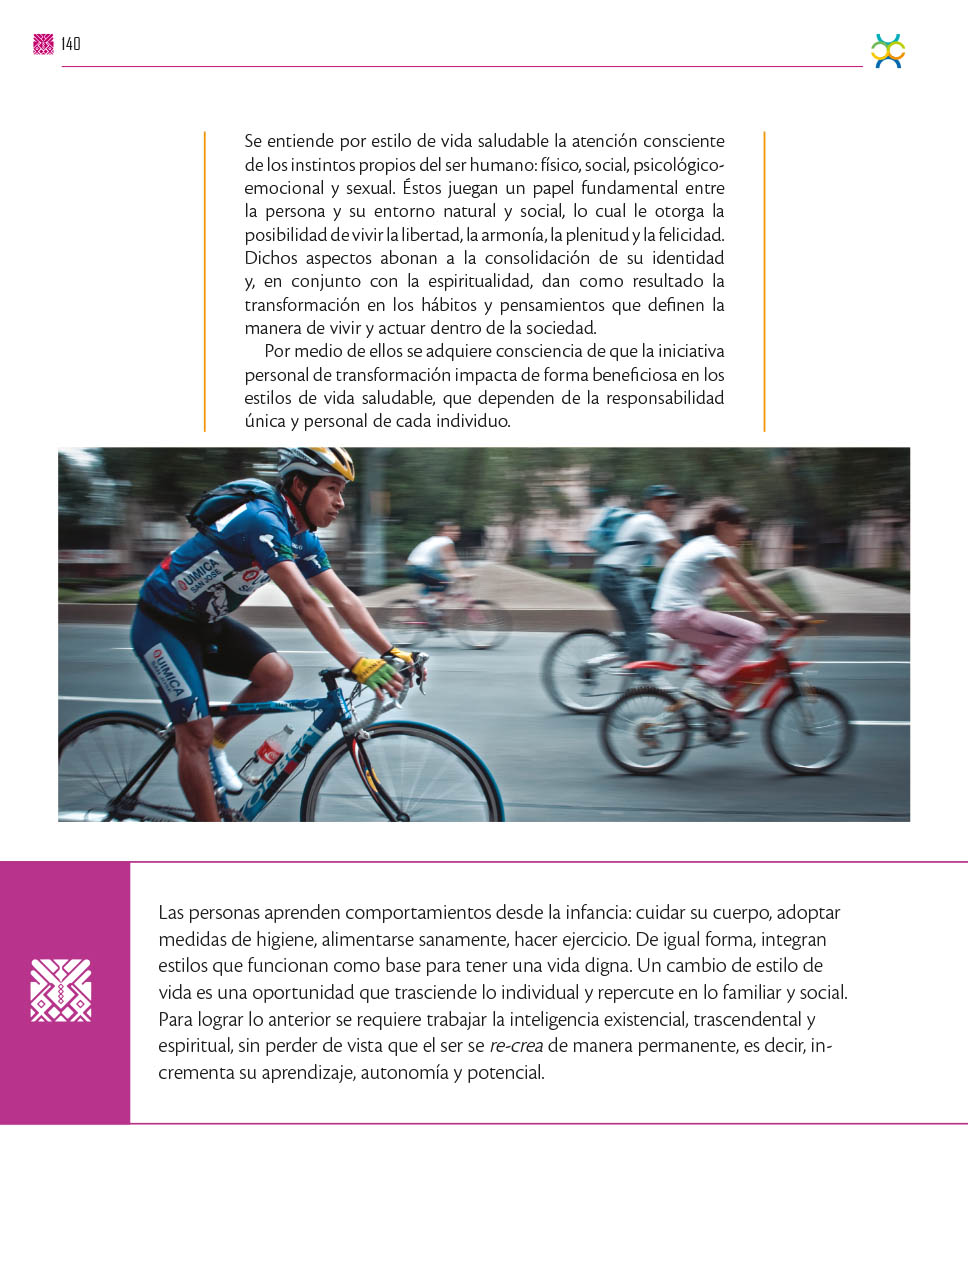 140
Se entiende por estilo de vida saludable la atención consciente
de los instintos propios del ser humano: físico, social, psicológico-
emocional y sexual. Éstos juegan un papel fundamental entre
la persona y su entorno natural y social, lo cual le otorga la
posibilidad de vivir la libertad, la armonía, la plenitud y la felicidad.
Dichos aspectos abonan a la consolidación de su identidad
y, en conjunto con la espiritualidad, dan como resultado la
transformación en los hábitos y pensamientos que definen la
manera de vivir y actuar dentro de la sociedad.
Por medio de ellos se adquiere consciencia de que la iniciativa
personal de transformación impacta de forma beneficiosa en los
estilos de vida saludable, que dependen de la responsabilidad
única y personal de cada individuo.
QUIMICA
SAN JOSE
QUIMICA
ORBEA
Las personas aprenden comportamientos desde la infancia: cuidar su cuerpo, adoptar
medidas de higiene, alimentarse sanamente, hacer ejercicio. De igual forma, integran
estilos que funcionan como base para tener una vida digna. Un cambio de estilo de
vida es una oportunidad que trasciende lo individual y repercute en lo familiar y social.
Para lograr lo anterior se requiere trabajar la inteligencia existencial, trascendental y
espiritual, sin perder de vista que el ser se re-crea de manera permanente, es decir, in-
crementa su aprendizaje, autonomía y potencial.